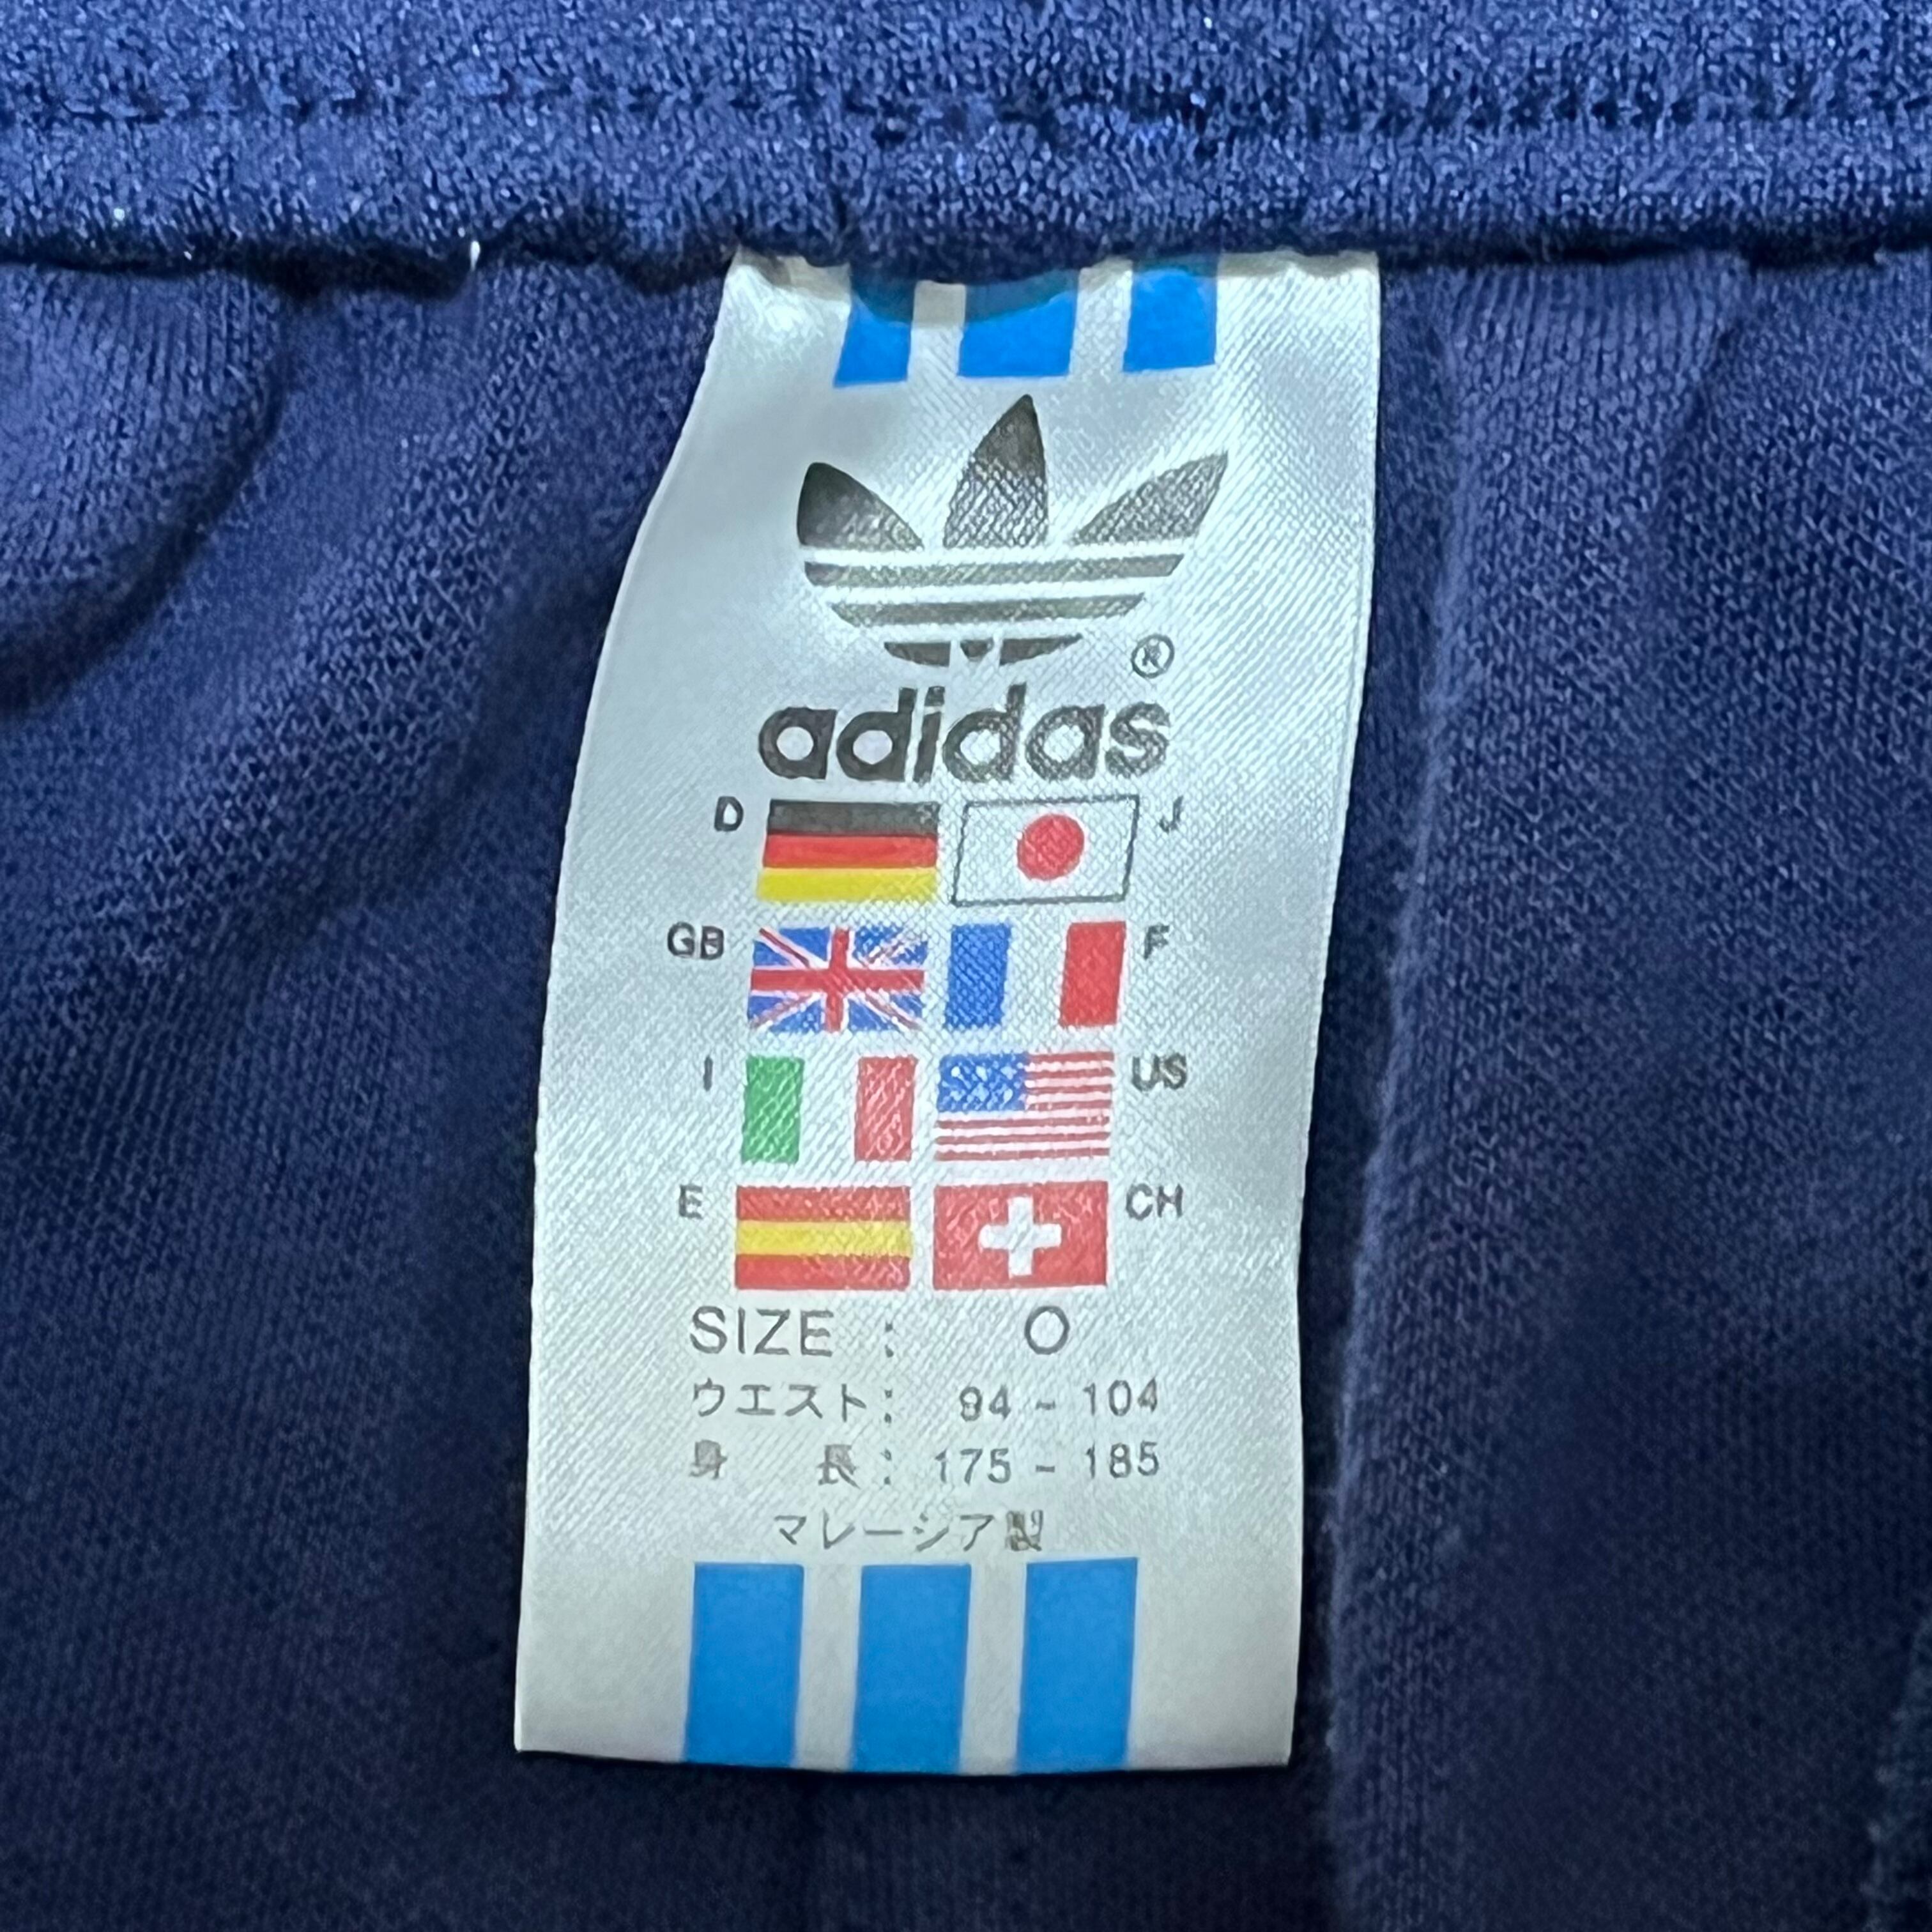 ®
adidas
D J
GB F
I US
E CH
SIZE : O
ウエスト: 94 - 104
身 長: 175 - 185
マレーシア製